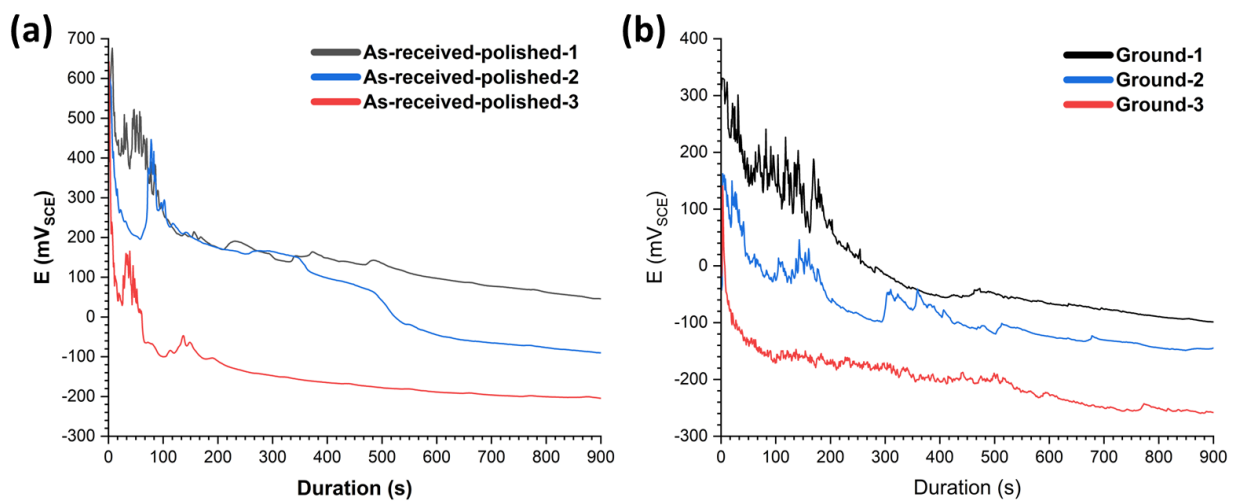 (a)
700
600
500
400
300
200
100
0
-100
-200
-300
E (mVSCE)
0 100 200 300 400 500 600 700 800 900
Duration (s)
As-received-polished-1
As-received-polished-2
As-received-polished-3
(b)
400
300
200
100
0
-100
-200
-300
E (mVSCE)
0 100 200 300 400 500 600 700 800 900
Duration (s)
Ground-1
Ground-2
Ground-3